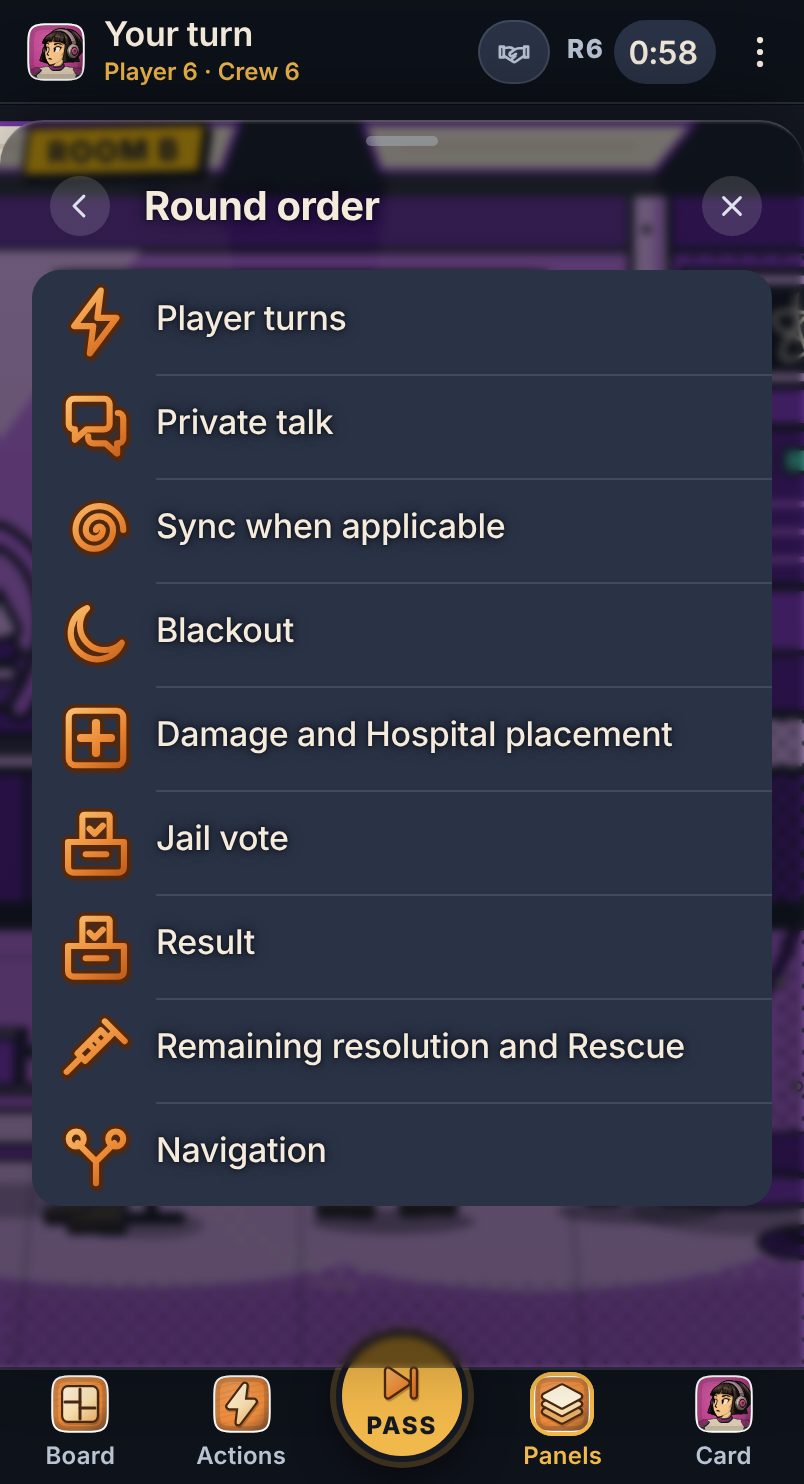 Your turn
Player 6 · Crew 6
R6
0:58
ROOM B
Round order
Player turns
Private talk
Sync when applicable
Blackout
Damage and Hospital placement
Jail vote
Result
Remaining resolution and Rescue
Navigation
Board
Actions
PASS
Panels
Card